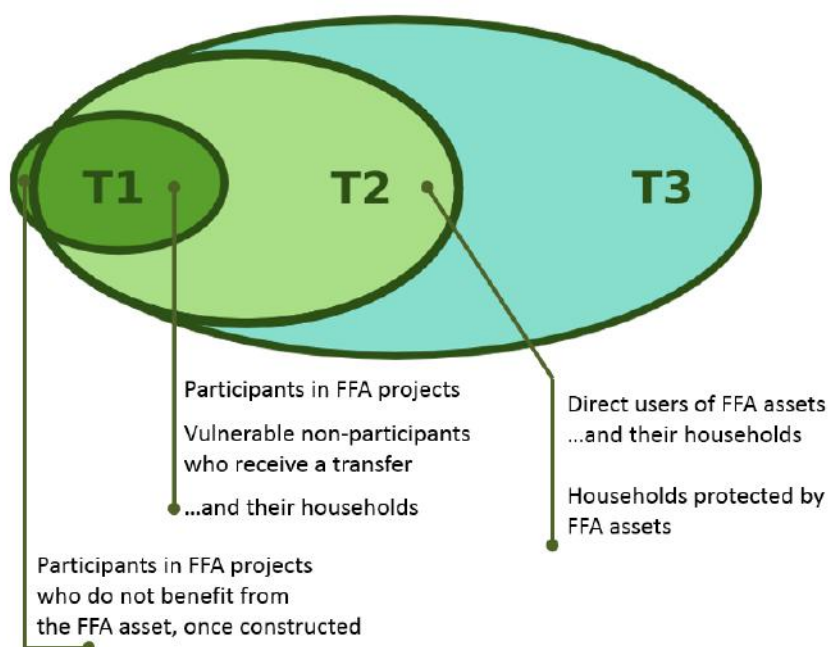 T1
T2
T3
Participants in FFA projects
Vulnerable non-participants
who receive a transfer
...and their households
Direct users of FFA assets
...and their households
Households protected by
FFA assets
Participants in FFA projects
who do not benefit from
the FFA asset, once constructed